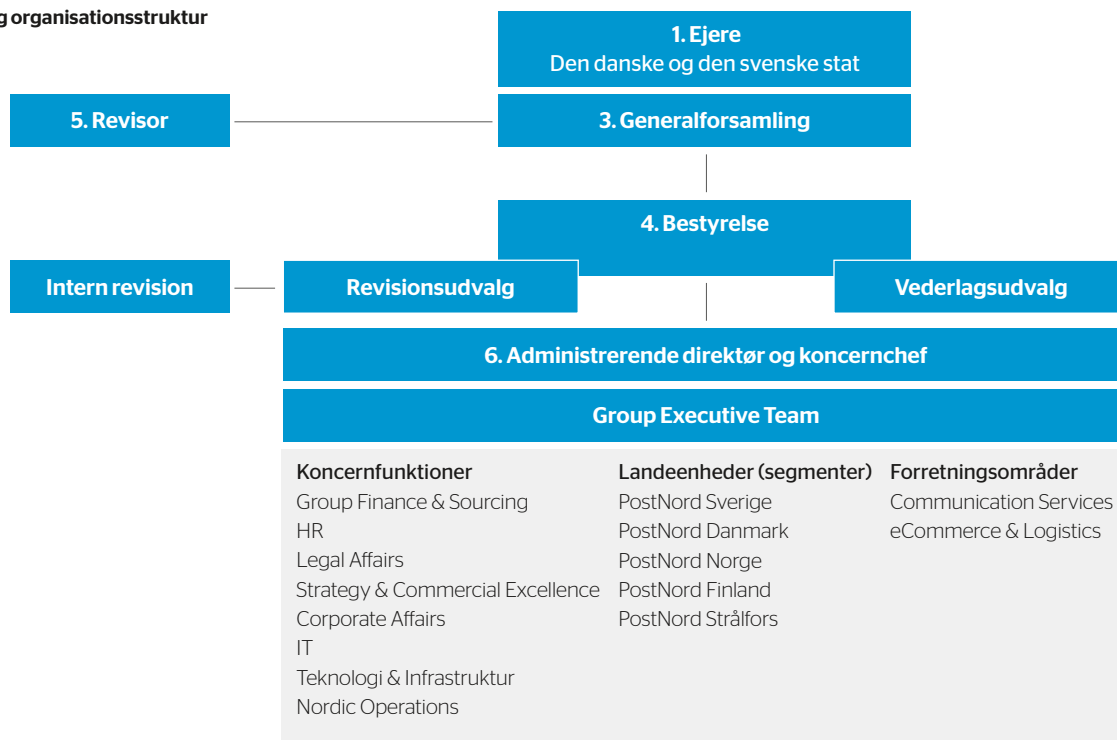 g organisationsstruktur
1. Ejere
Den danske og den svenske stat
5. Revisor
3. Generalforsamling
4. Bestyrelse
Intern revision
Revisionsudvalg
Vederlagsudvalg
6. Administrerende direktør og koncernchef
Group Executive Team
Koncernfunktioner
Group Finance & Sourcing
HR
Legal Affairs
Strategy & Commercial Excellence
Corporate Affairs
IT
Teknologi & Infrastruktur
Nordic Operations
Landeenheder (segmenter)
PostNord Sverige
PostNord Danmark
PostNord Norge
PostNord Finland
PostNord Strålfors
Forretningsområder
Communication Services
eCommerce & Logistics